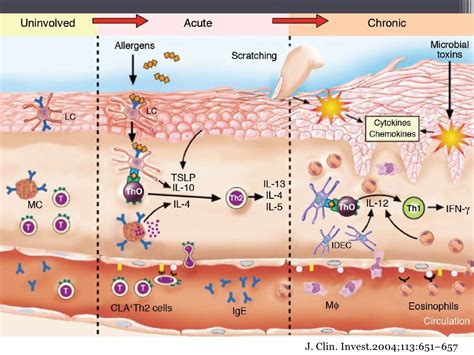 Uninvolved
Acute
Chronic
Allergens
Scratching
Microbial
toxins
LC
LC
Cytokines
Chemokines
TSLP
IL-10
ThO
IL-4
Th2
IL-13
IL-4
IL-5
MC
T
T
T
T
T
T
ThO
IL-12
Th1
IFN-γ
IDEC
T
T
CLA+Th2 cells
IgE
Mϕ
Eosinophils
Circulation
J. Clin. Invest.2004;113:651–657